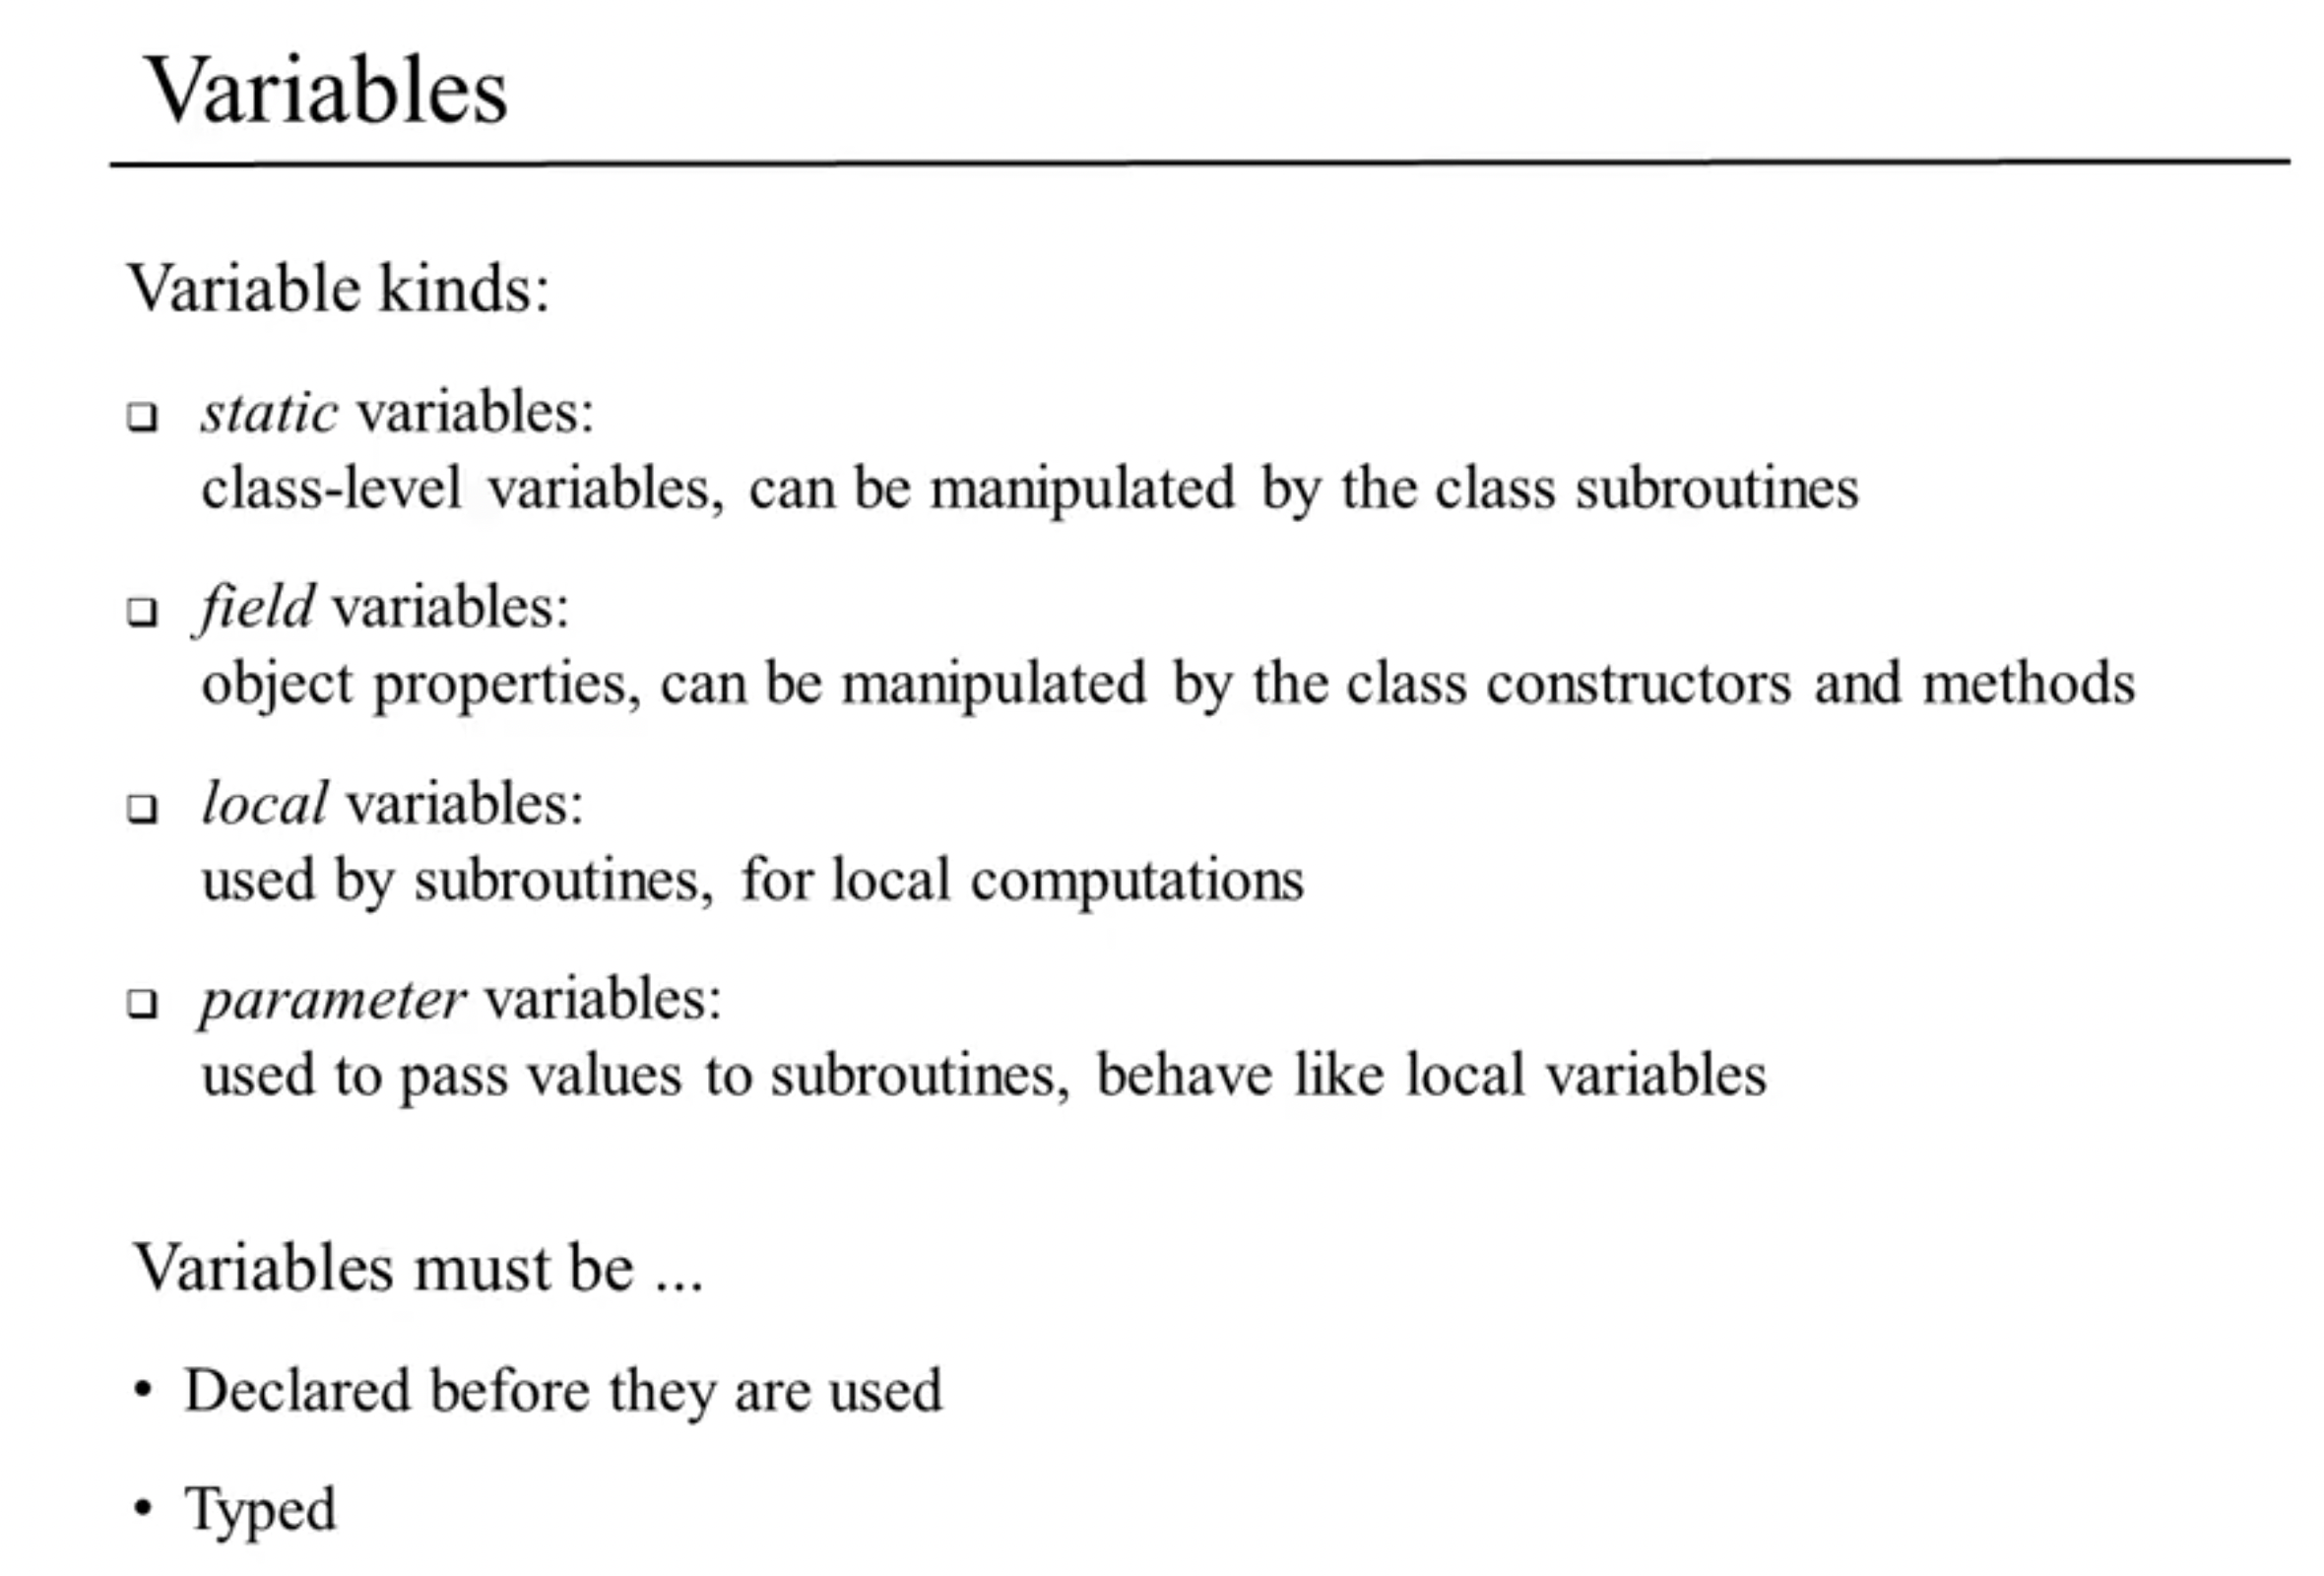 Variables
Variable kinds:
❑ static variables:
class-level variables, can be manipulated by the class subroutines
❑ field variables:
object properties, can be manipulated by the class constructors and methods
❑ local variables:
used by subroutines, for local computations
❑ parameter variables:
used to pass values to subroutines, behave like local variables
Variables must be ...
• Declared before they are used
• Typed